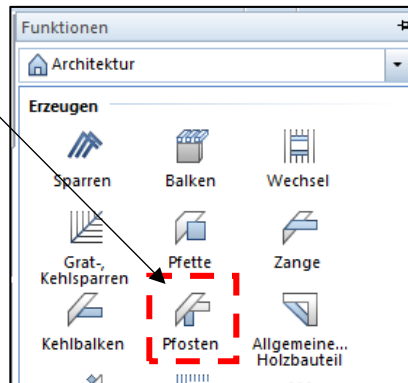 Funktionen
Architektur
Erzeugen
Sparren Balken Wechsel
Grat-, Pfette Zange
Kehlsparren
Kehlbalken Pfosten Allgemeine...
Holzbauteil